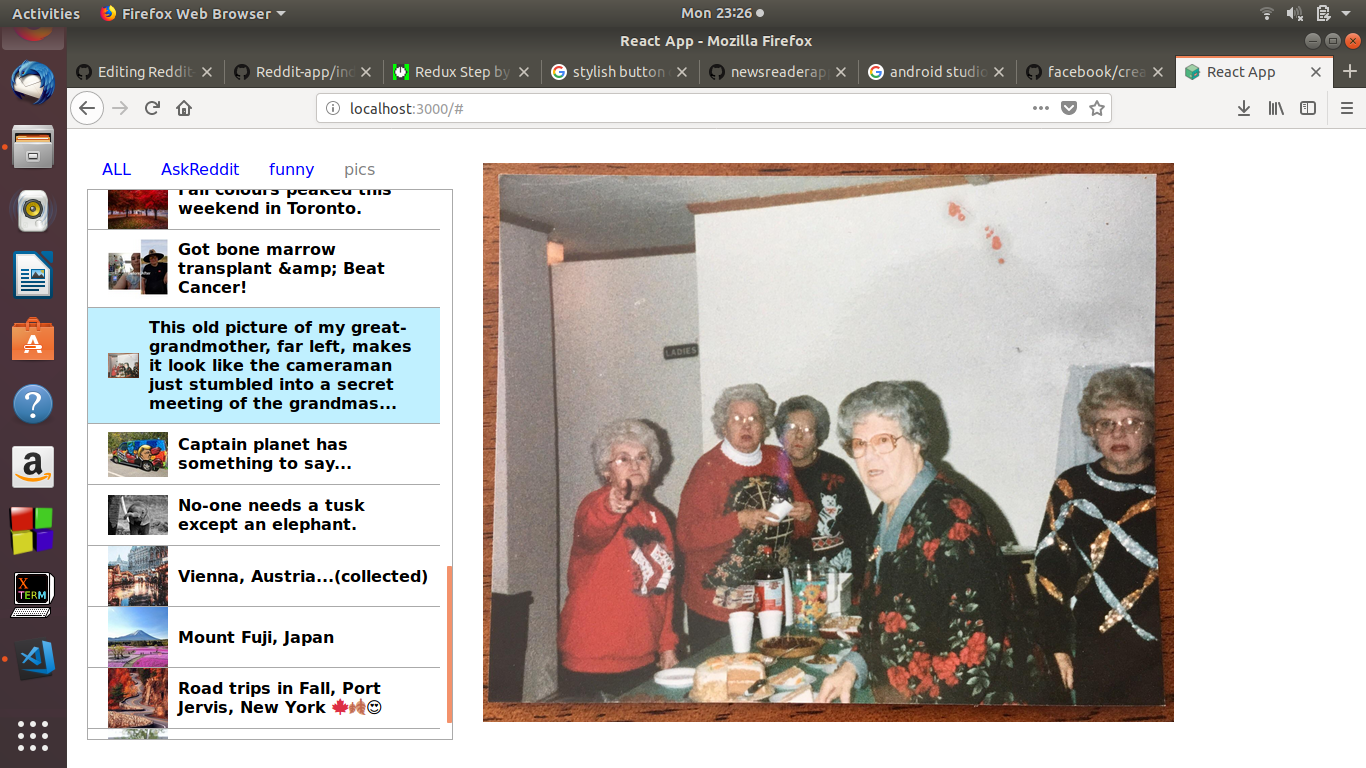 Activities Firefox Web Browser Mon 23:26
React App - Mozilla Firefox
Editing Reddit- Reddit-app/ind Redux Step by stylish button newsreaderap android studio facebook/crea React App
localhost:3000/#
ALL AskReddit funny pics
Fall colours peaked this
weekend in Toronto.
Got bone marrow
transplant &amp; Beat
Cancer!
This old picture of my great-
grandmother, far left, makes
it look like the cameraman
just stumbled into a secret
meeting of the grandmas...
Captain planet has
something to say...
No-one needs a tusk
except an elephant.
Vienna, Austria...(collected)
Mount Fuji, Japan
Road trips in Fall, Port
Jervis, New York 🍁🍂😍
LADIES
X
TERM